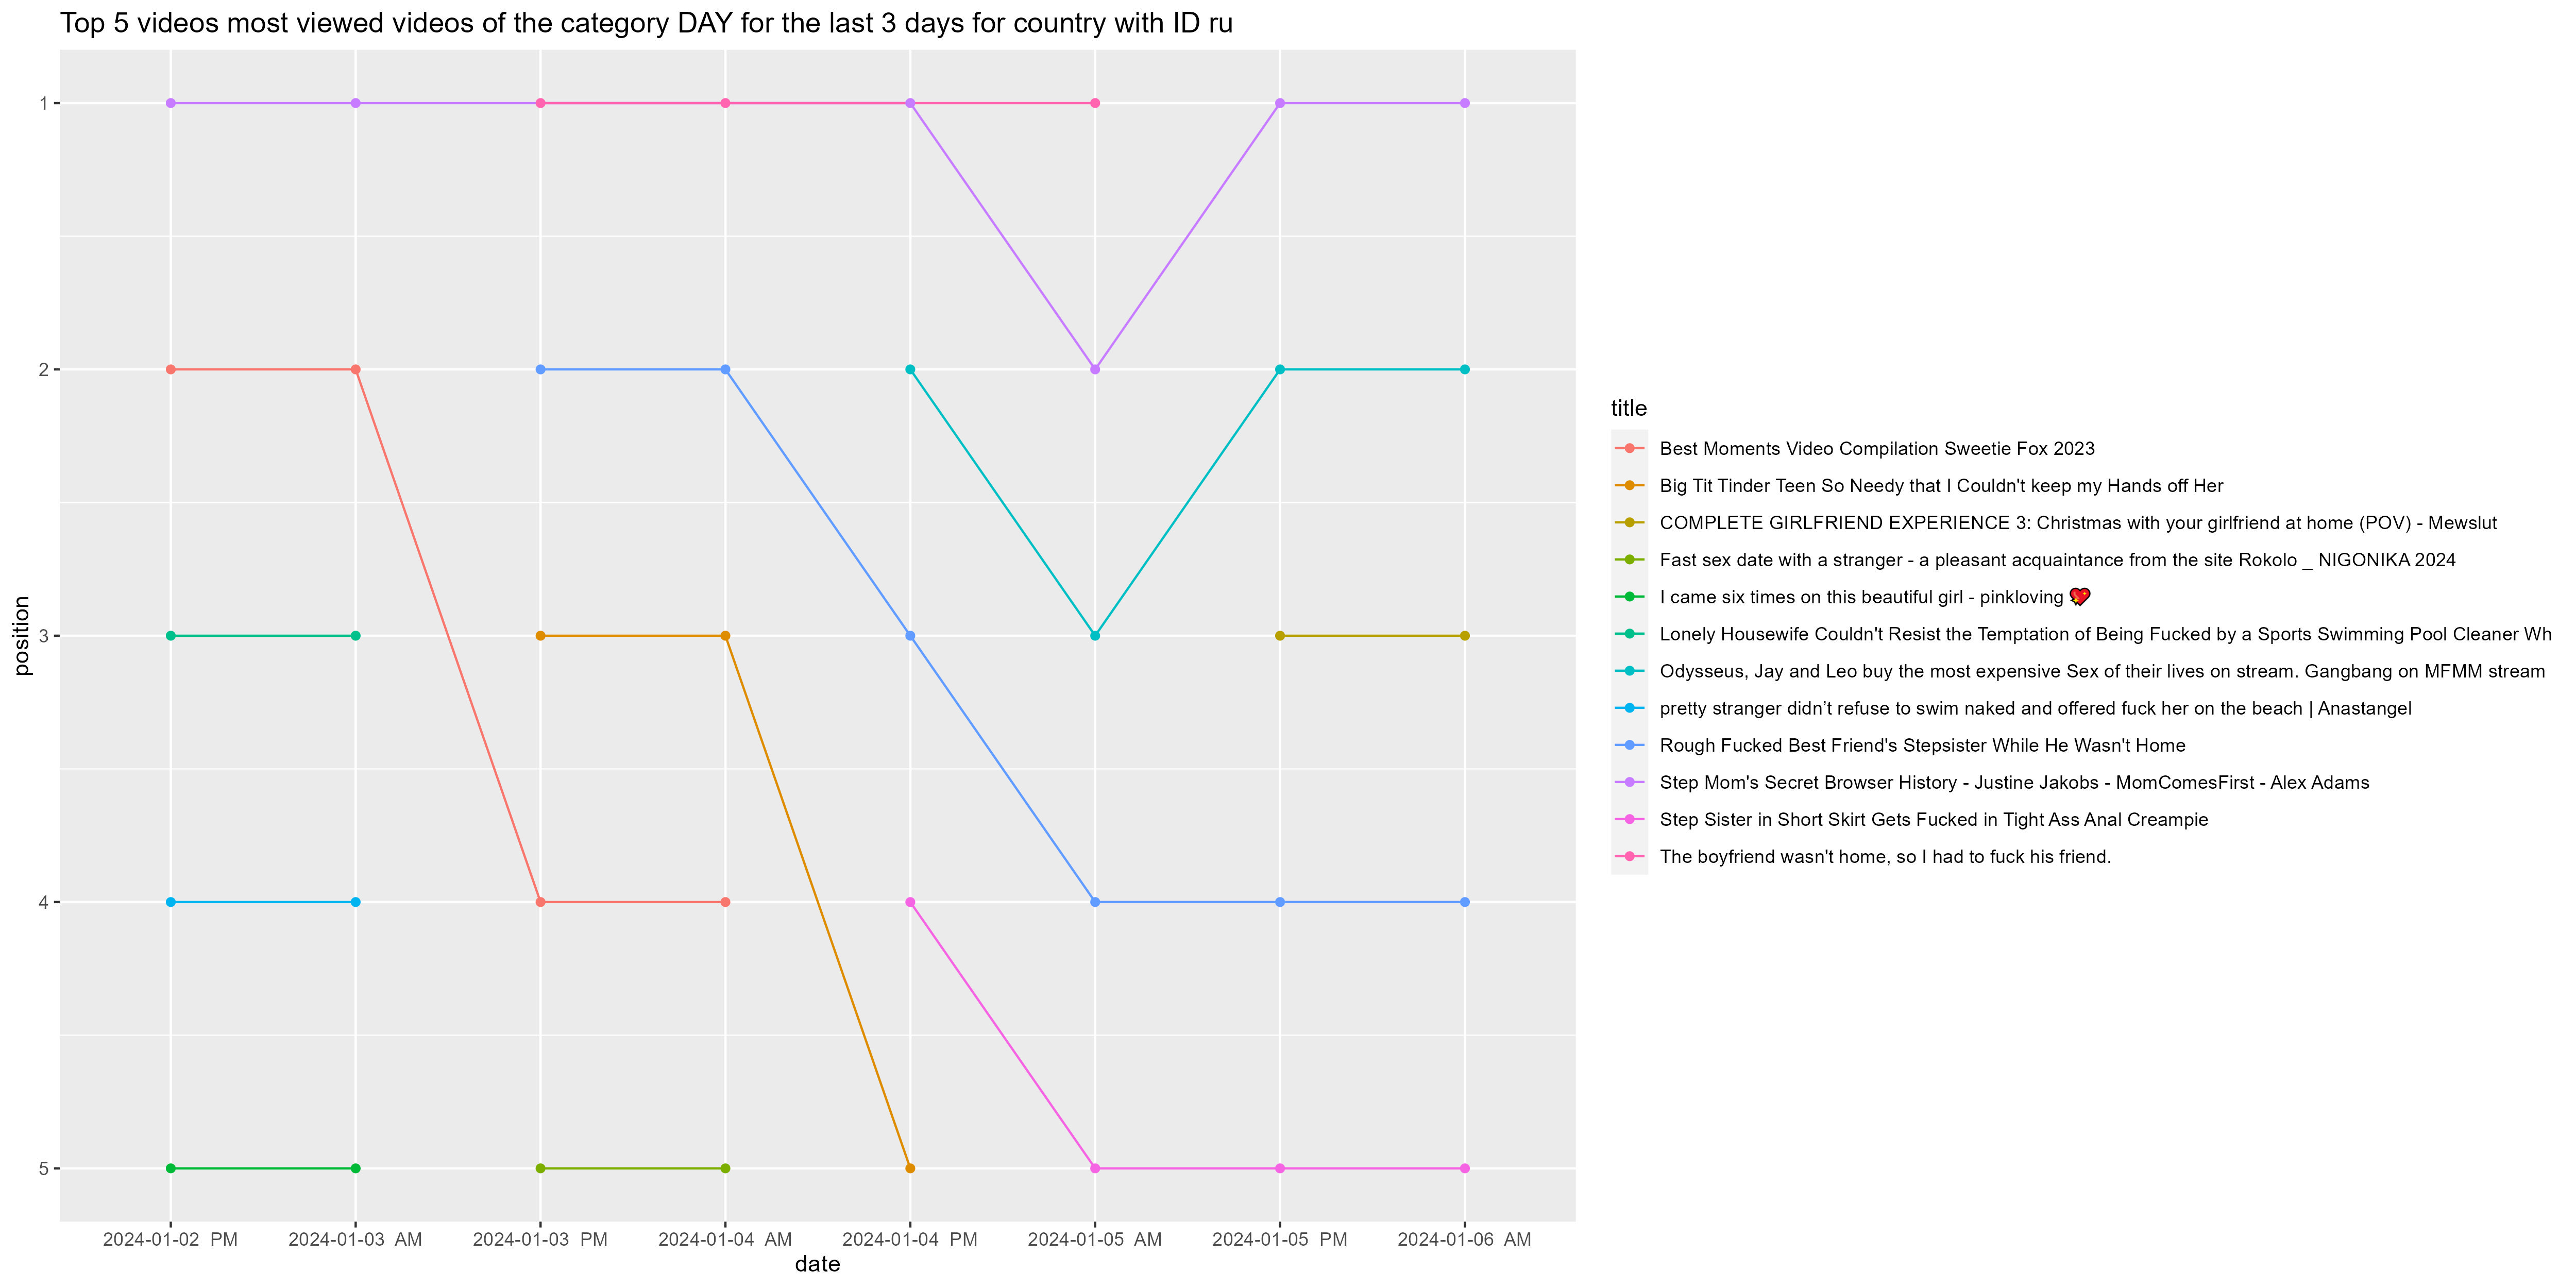 Top 5 videos most viewed videos of the category DAY for the last 3 days for country with ID ru
position
1
2
3
4
5
2024-01-02 PM
2024-01-03 AM
2024-01-03 PM
2024-01-04 AM
2024-01-04 PM
2024-01-05 AM
2024-01-05 PM
2024-01-06 AM
date
title
Best Moments Video Compilation Sweetie Fox 2023
Big Tit Tinder Teen So Needy that I Couldn't keep my Hands off Her
COMPLETE GIRLFRIEND EXPERIENCE 3: Christmas with your girlfriend at home (POV) - Mewslut
Fast sex date with a stranger - a pleasant acquaintance from the site Rokolo _ NIGONIKA 2024
I came six times on this beautiful girl - pinkloving 💖
Lonely Housewife Couldn't Resist the Temptation of Being Fucked by a Sports Swimming Pool Cleaner Wh
Odysseus, Jay and Leo buy the most expensive Sex of their lives on stream. Gangbang on MFMM stream
pretty stranger didn’t refuse to swim naked and offered fuck her on the beach | Anastangel
Rough Fucked Best Friend's Stepsister While He Wasn't Home
Step Mom's Secret Browser History - Justine Jakobs - MomComesFirst - Alex Adams
Step Sister in Short Skirt Gets Fucked in Tight Ass Anal Creampie
The boyfriend wasn't home, so I had to fuck his friend.